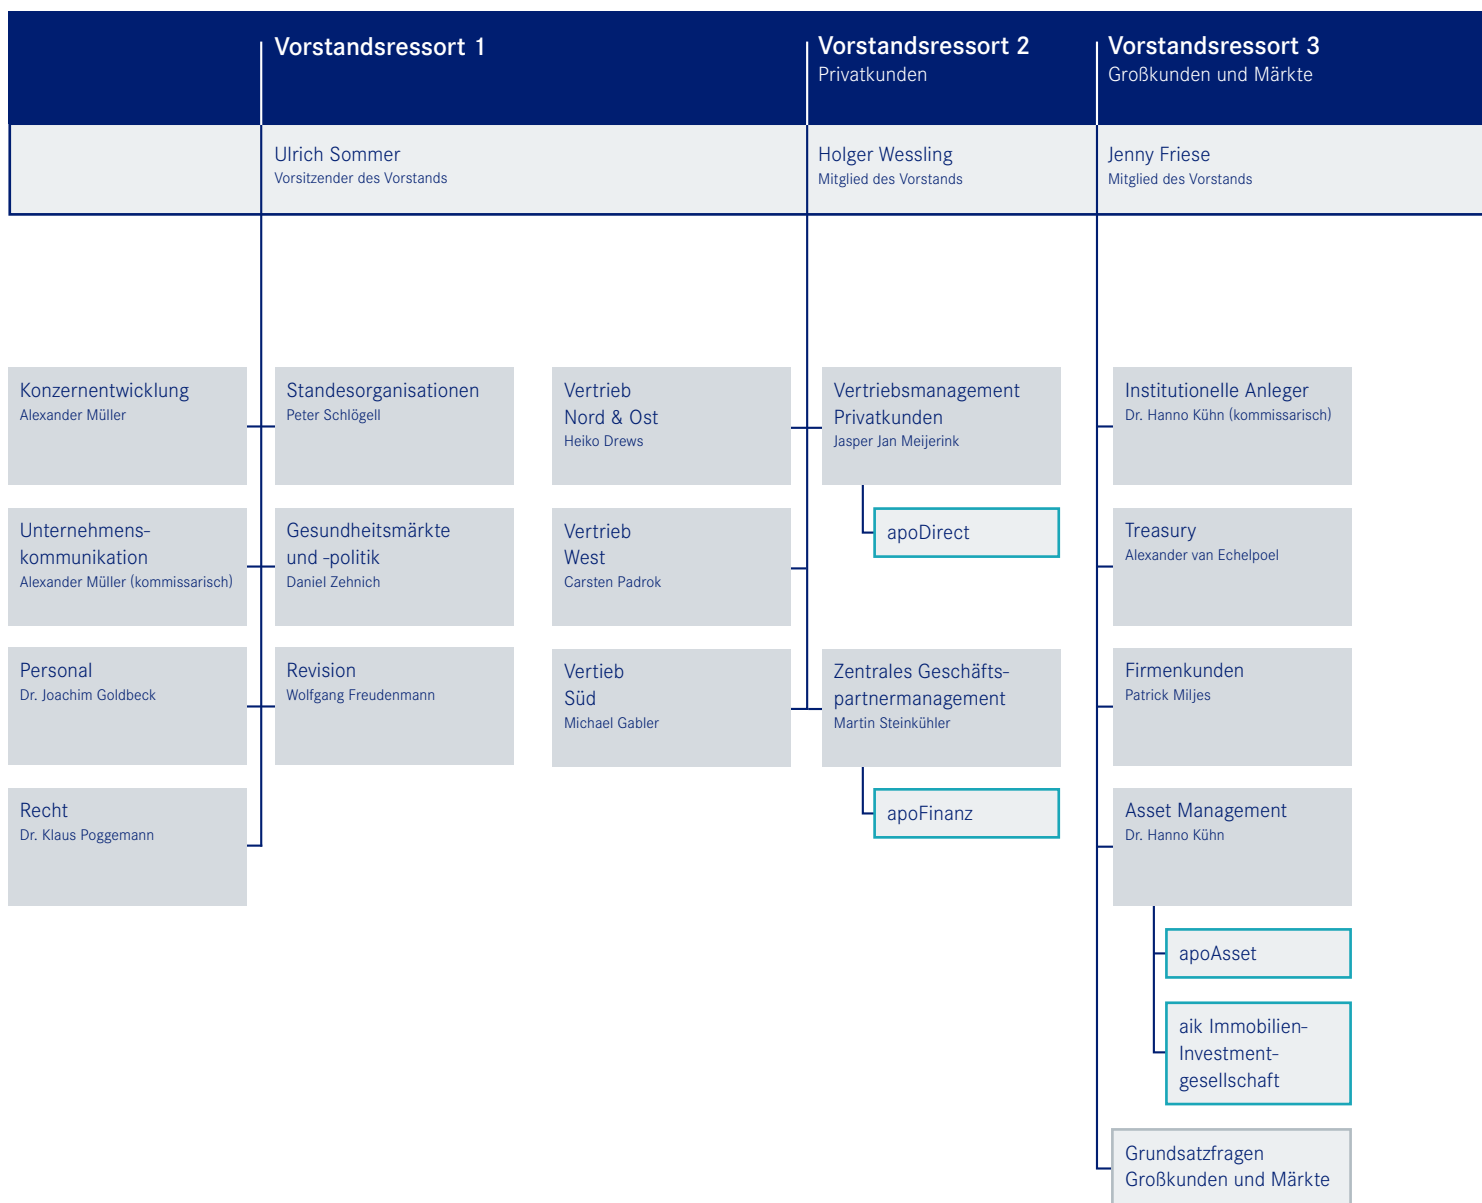 Vorstandsressort 1
Vorstandsressort 2
Privatkunden
Vorstandsressort 3
Großkunden und Märkte
Ulrich Sommer
Vorsitzender des Vorstands
Holger Wessling
Mitglied des Vorstands
Jenny Friese
Mitglied des Vorstands
Konzernentwicklung
Alexander Müller
Unternehmens-
kommunikation
Alexander Müller (kommissarisch)
Personal
Dr. Joachim Goldbeck
Recht
Dr. Klaus Poggemann
Standesorganisationen
Peter Schlögell
Gesundheitsmärkte
und -politik
Daniel Zehnich
Revision
Wolfgang Freudenmann
Vertrieb
Nord & Ost
Heiko Drews
Vertrieb
West
Carsten Padrok
Vertieb
Süd
Michael Gabler
Vertriebsmanagement
Privatkunden
Jasper Jan Meijerink
apoDirect
Zentrales Geschäfts-
partnermanagement
Martin Steinkühler
apoFinanz
Institutionelle Anleger
Dr. Hanno Kühn (kommissarisch)
Treasury
Alexander van Echelpoel
Firmenkunden
Patrick Miljes
Asset Management
Dr. Hanno Kühn
apoAsset
aik Immobilien-
Investment-
gesellschaft
Grundsatzfragen
Großkunden und Märkte